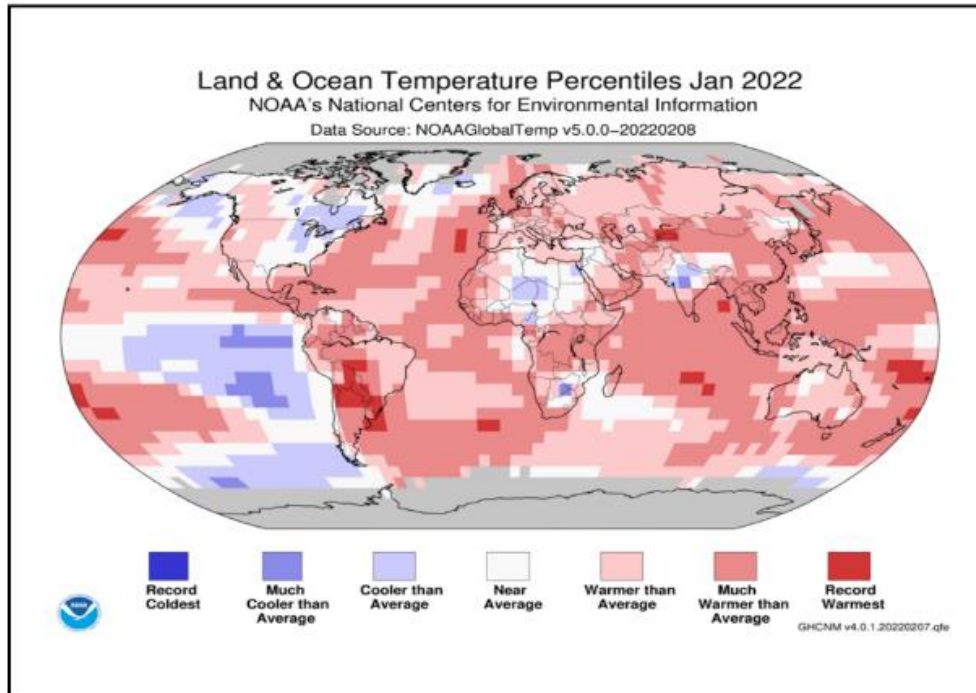 Land & Ocean Temperature Percentiles Jan 2022
NOAA's National Centers for Environmental Information
Data Source: NOAAGlobalTemp v5.0.0-20220208
Record
Coldest
Much
Cooler than
Average
Cooler than
Average
Near
Average
Warmer than
Average
Much
Warmer than
Average
Record
Warmest
NOAA
GHCNM v4.0.1.20220207.qfe